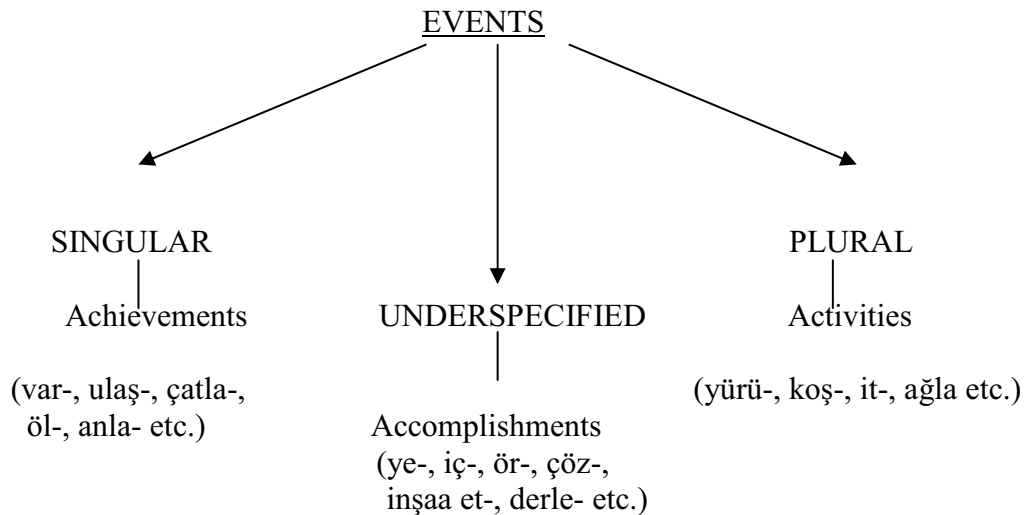 EVENTS
SINGULAR
Achievements
(var-, ulaş-, çatla-,
öl-, anla- etc.)
UNDERSPECIFIED
Accomplishments
(ye-, iç-, ör-, çöz-,
inşaa et-, derle- etc.)
PLURAL
Activities
(yürü-, koş-, it-, ağla etc.)